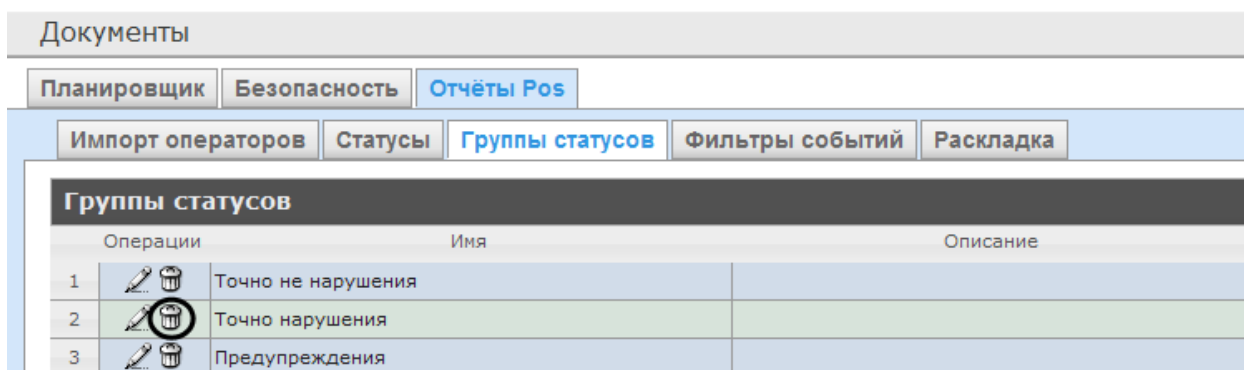 Документы
Планировщик Безопасность Отчёты Pos
Импорт операторов Статусы Группы статусов Фильтры событий Раскладка
Группы статусов
Операции Имя Описание
1 Точно не нарушения
2 Точно нарушения
3 Предупреждения